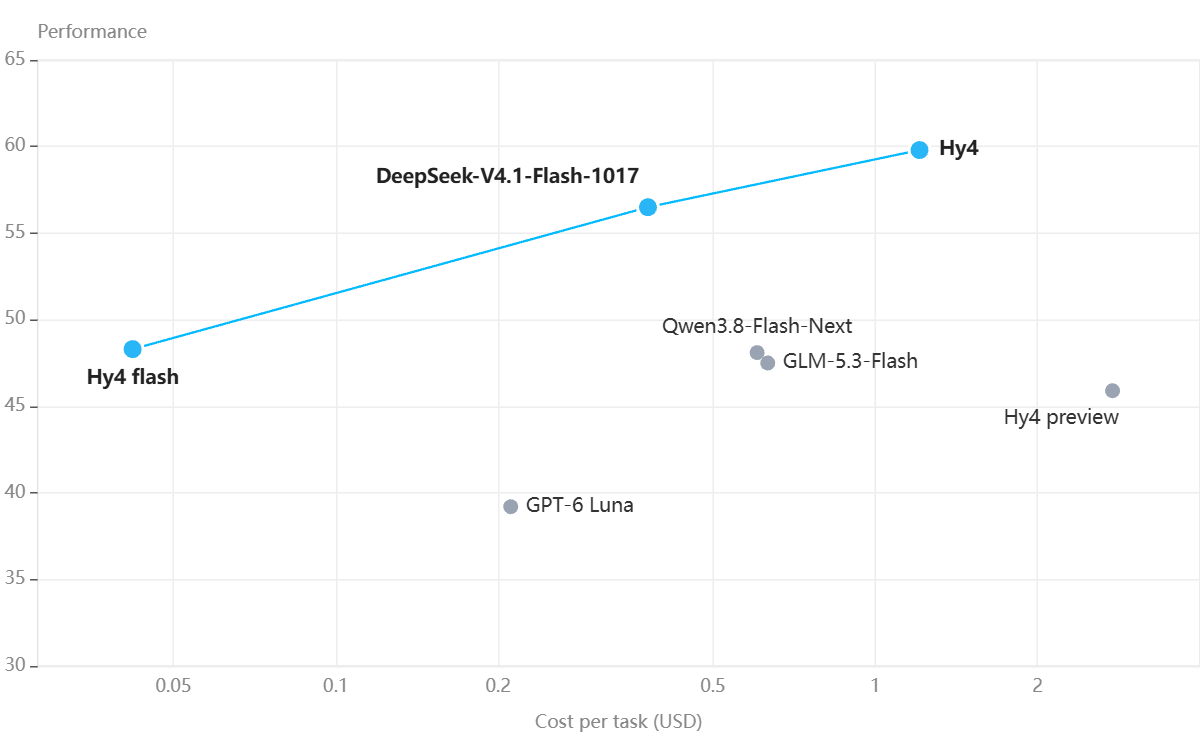 Performance
65
60
Hy4
DeepSeek-V4.1-Flash-1017
55
50
Qwen3.8-Flash-Next
GLM-5.3-Flash
Hy4 flash
45
Hy4 preview
40
GPT-6 Luna
35
30
0.05 0.1 0.2 0.5 1 2
Cost per task (USD)